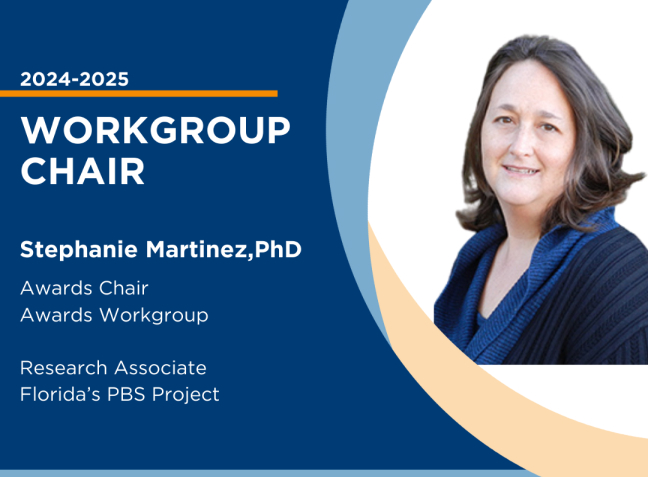 2024-2025
WORKGROUP
CHAIR
Stephanie Martinez,PhD
Awards Chair
Awards Workgroup
Research Associate
Florida’s PBS Project